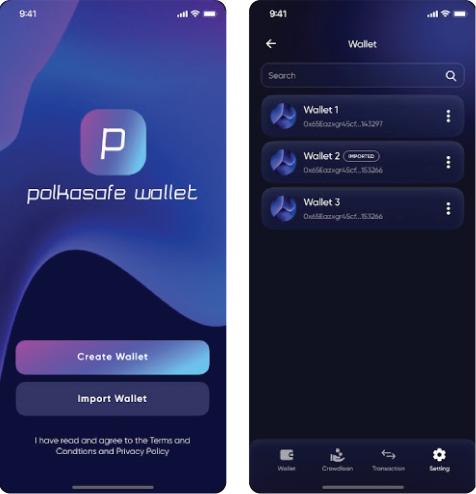 9:41
p
polkasafe wallet
Create Wallet
Import Wallet
I have read and agree to the Terms and
Condtions and Privacy Policy
9:41
Wallet
Search
Wallet 1
0x65Eazxgr45cf...143297
Wallet 2 IMPORTED
0x65Eazxgr45cf...153266
Wallet 3
0x65Eazxgr45cf...153266
Wallet Crowdloan Transaction Setting